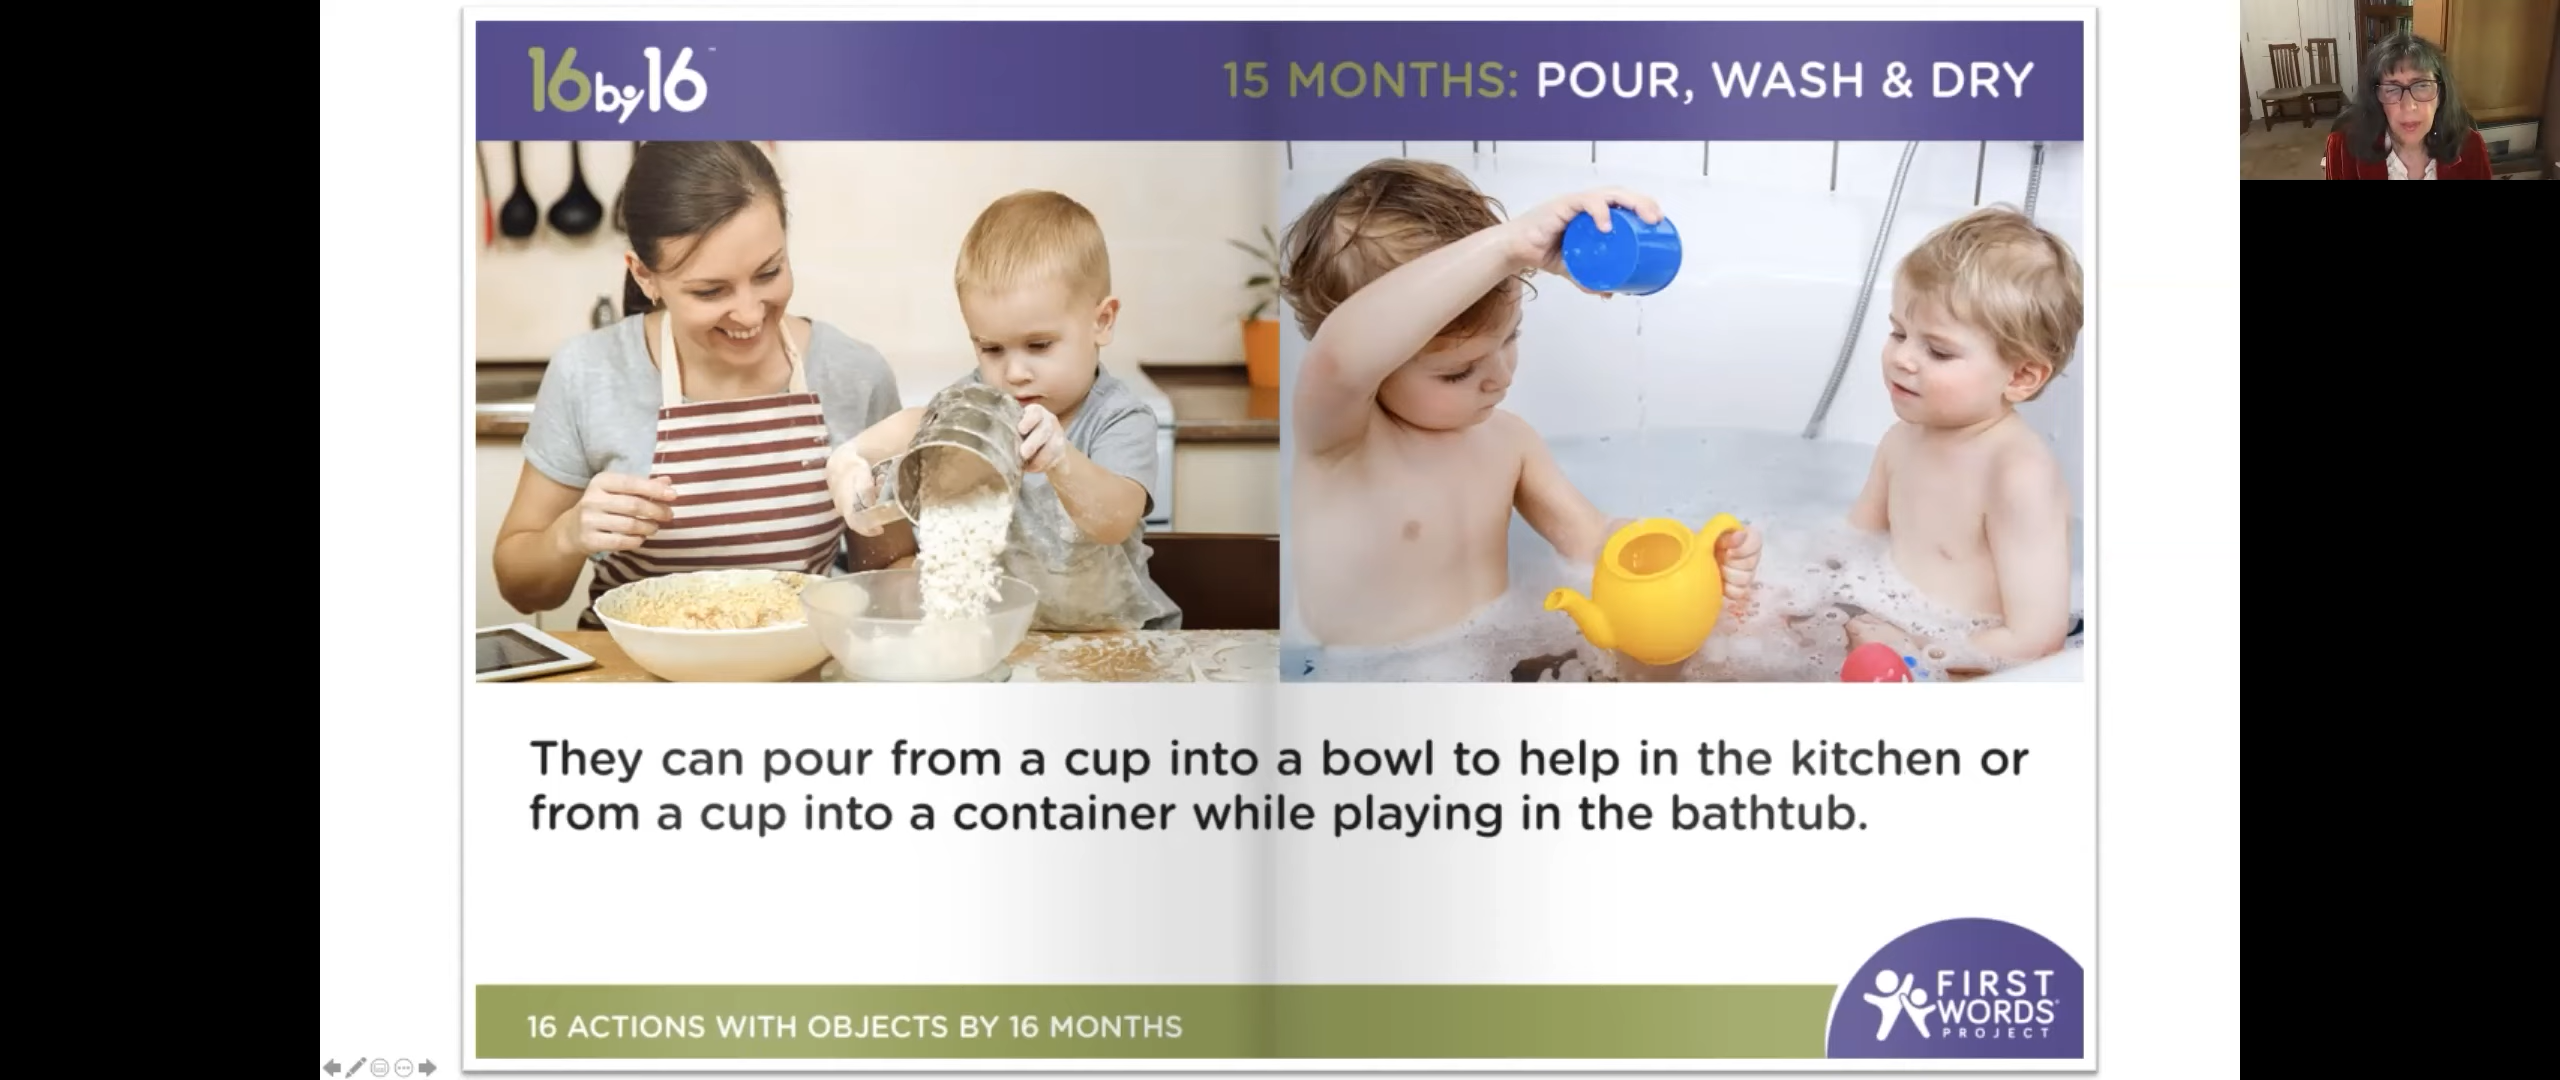 16by16™
15 MONTHS: POUR, WASH & DRY
They can pour from a cup into a bowl to help in the kitchen or
from a cup into a container while playing in the bathtub.
16 ACTIONS WITH OBJECTS BY 16 MONTHS
FIRST
WORDS®
PROJECT